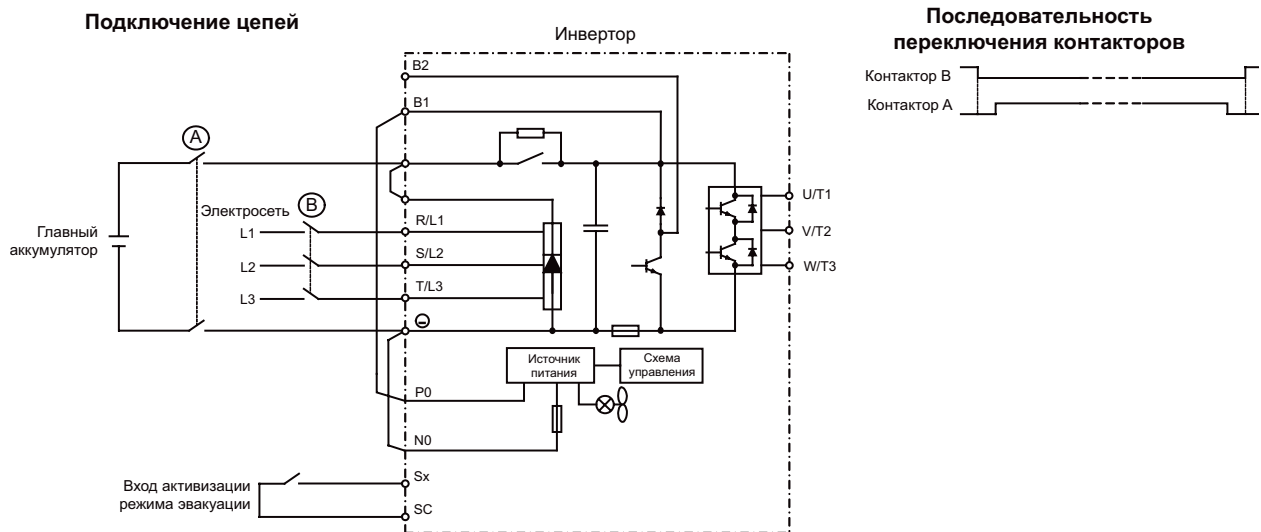 Подключение цепей
Последовательность
переключения контакторов
Инвертор
Контактор B
Контактор A
B2
B1
A
Электросеть
B
Главный
аккумулятор
L1
L2
L3
R/L1
S/L2
T/L3
U/T1
V/T2
W/T3
Источник
питания
Схема
управления
P0
N0
Вход активизации
режима эвакуации
Sx
SC